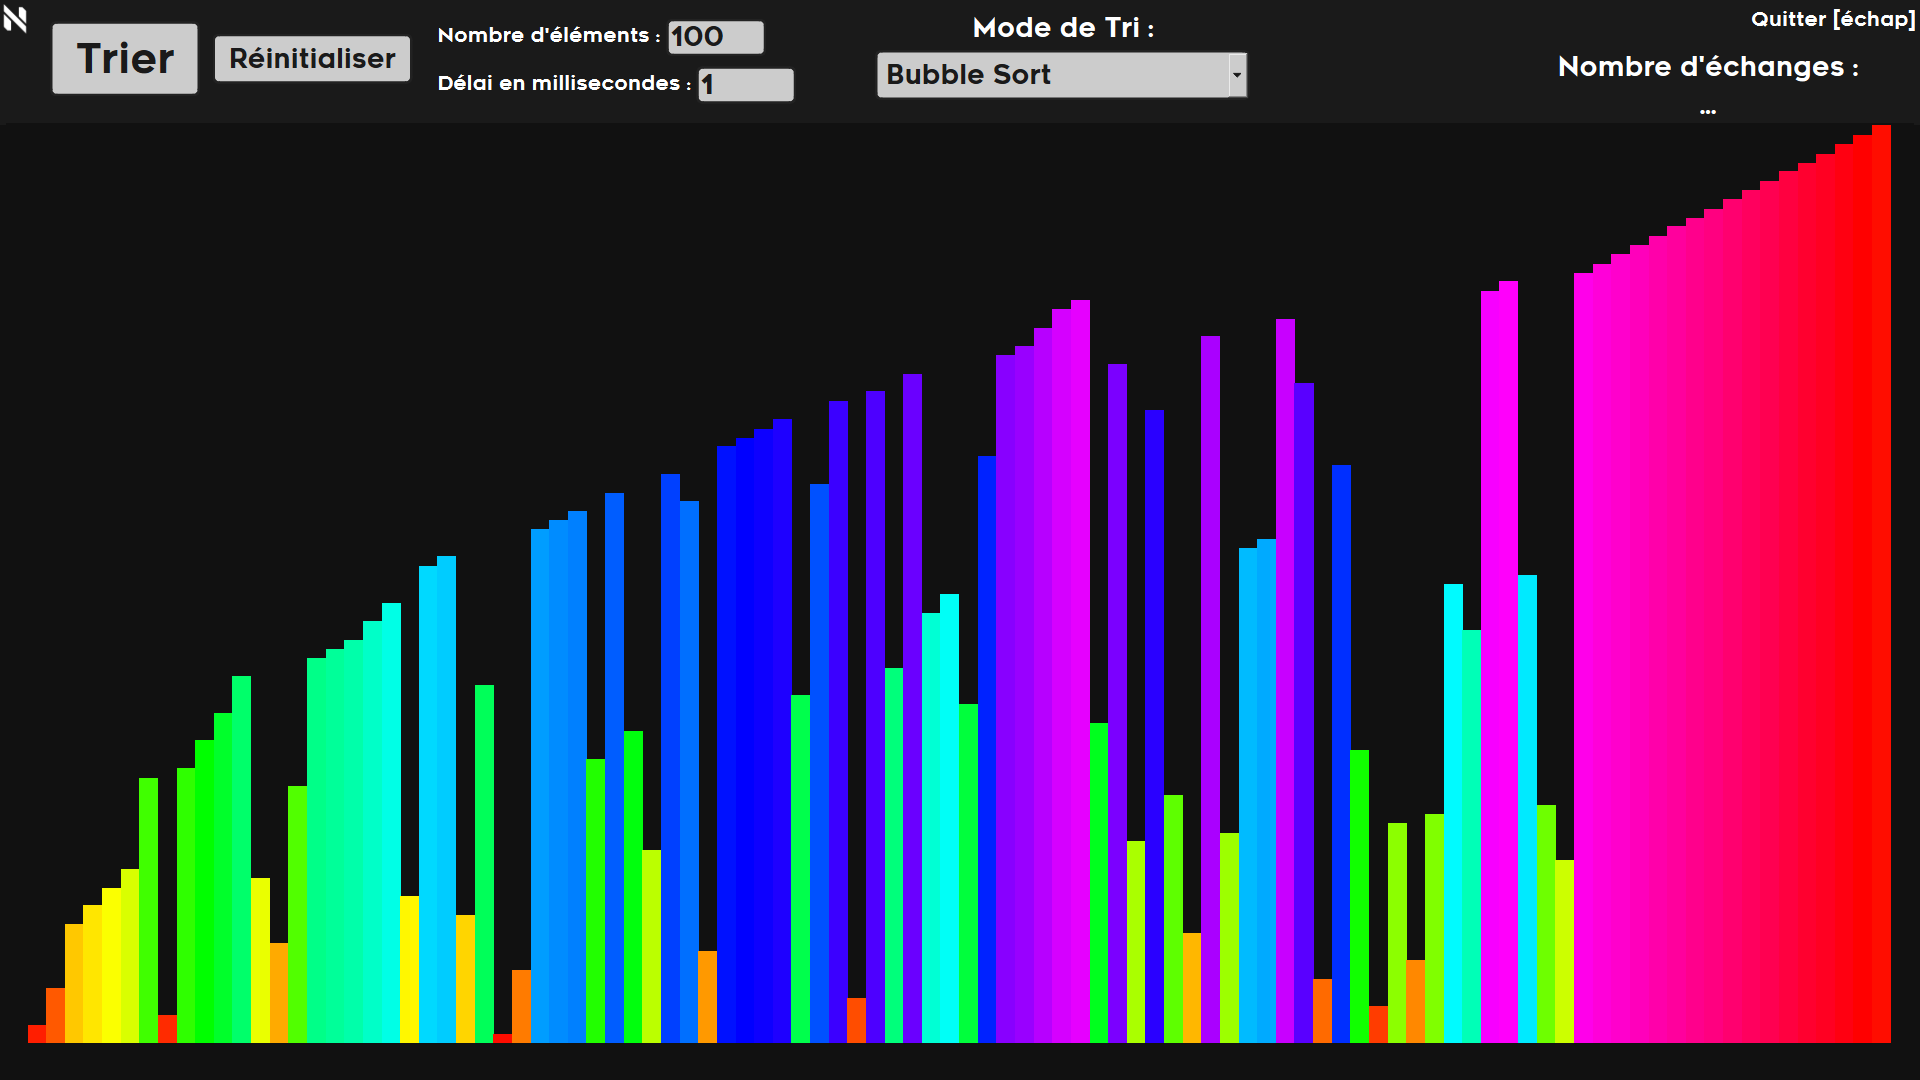 Trier
Réinitialiser
Nombre d'éléments : 100
Délai en millisecondes : 1
Mode de Tri :
Bubble Sort
Quitter [échap]
Nombre d'échanges :
...